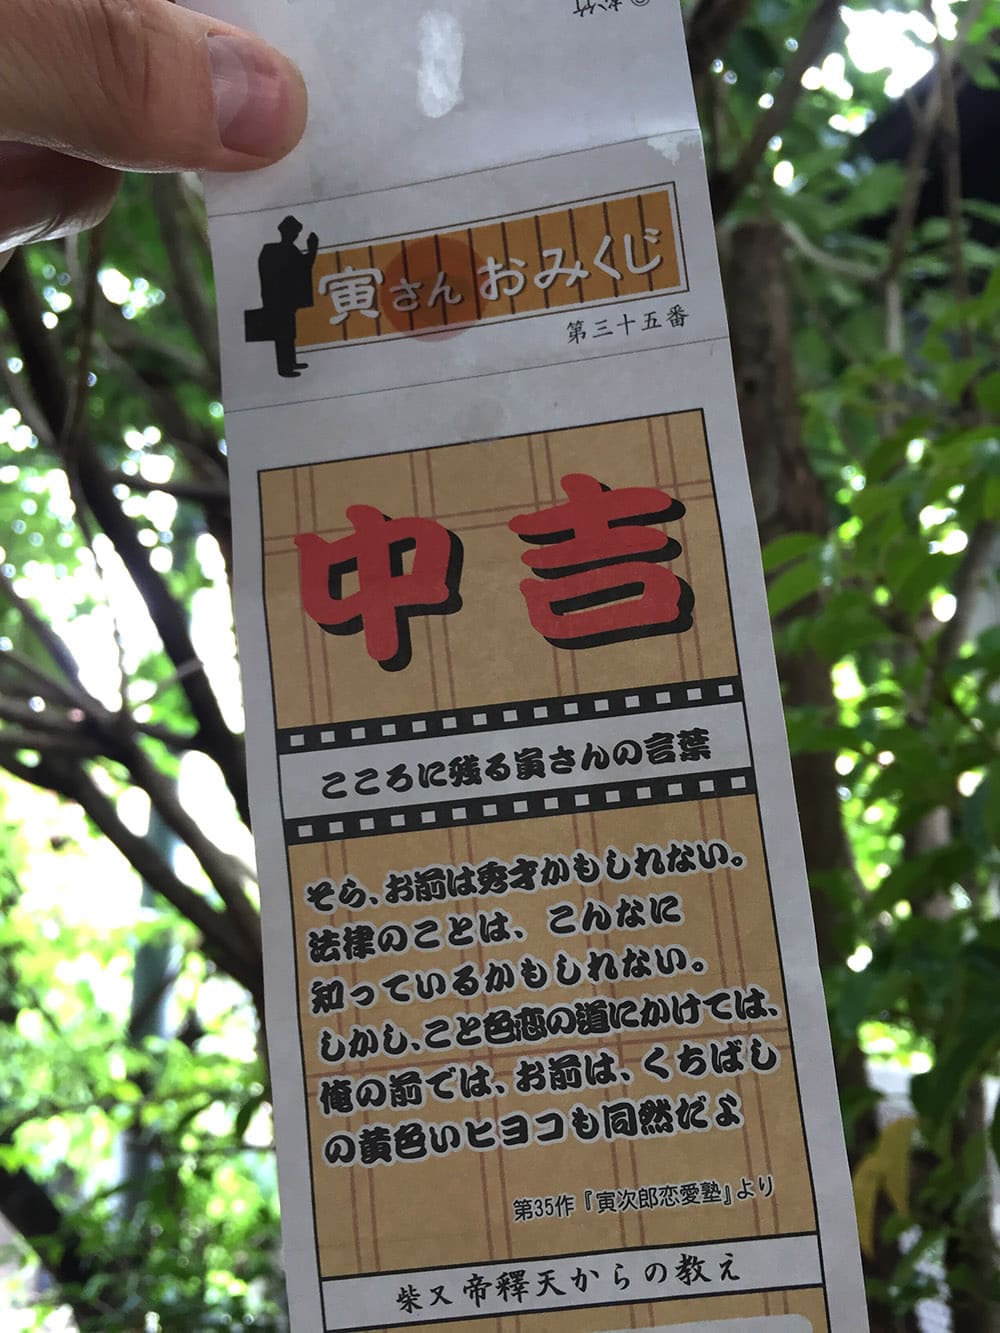 © 松竹
寅さんおみくじ
第三十五番
中吉
こころに残る寅さんの言葉
そら、お前は秀才かもしれない。
法律のことは、こんなに
知っているかもしれない。
しかし、こと色恋の道にかけては、
俺の前では、お前は、くちばし
の黄色いヒヨコも同然だよ
第35作『寅次郎恋愛塾』より
柴又帝釋天からの教え